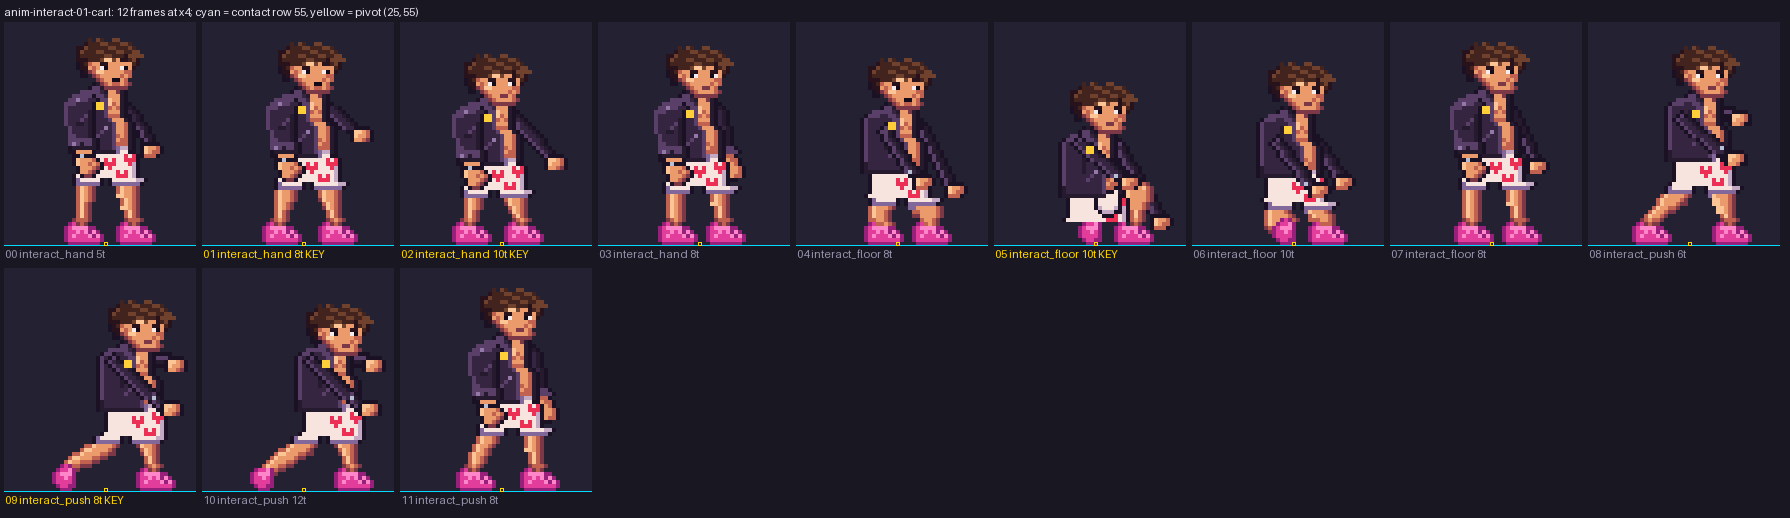 anim-interact-01-carl: 12 frames at x4; cyan = contact row 55, yellow = pivot (25, 55)
00 interact_hand 5t
01 interact_hand 8t KEY
02 interact_hand 10t KEY
03 interact_hand 8t
04 interact_floor 8t
05 interact_floor 10t KEY
06 interact_floor 10t
07 interact_floor 8t
08 interact_push 6t
09 interact_push 8t KEY
10 interact_push 12t
11 interact_push 8t